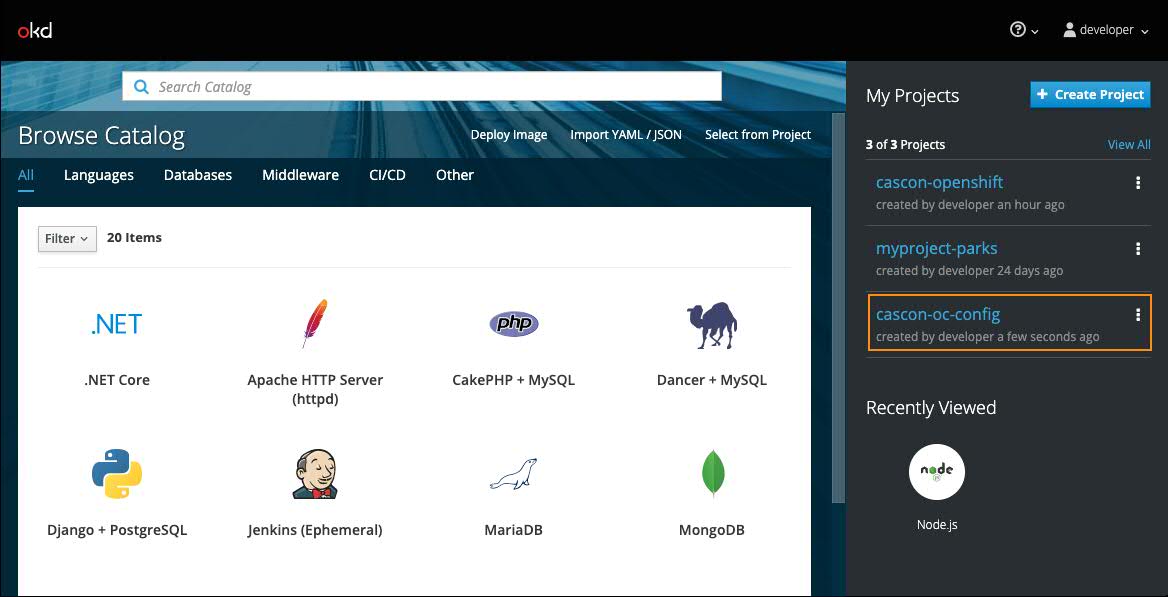 okd
developer
Search Catalog
Browse Catalog
Deploy Image
Import YAML / JSON
Select from Project
All
Languages
Databases
Middleware
CI/CD
Other
Filter
20 Items
.NET
php
.NET Core
Apache HTTP Server
(httpd)
CakePHP + MySQL
Dancer + MySQL
Django + PostgreSQL
Jenkins (Ephemeral)
MariaDB
MongoDB
My Projects
+ Create Project
3 of 3 Projects
View All
cascon-openshift
created by developer an hour ago
myproject-parks
created by developer 24 days ago
cascon-oc-config
created by developer a few seconds ago
Recently Viewed
node
Node.js